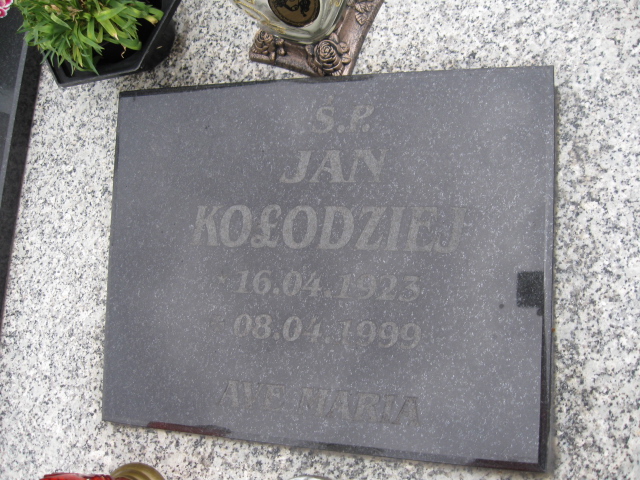 Ś.P.
JAN
KOŁODZIEJ
16.04.1923
08.04.1999
AVE MARIA